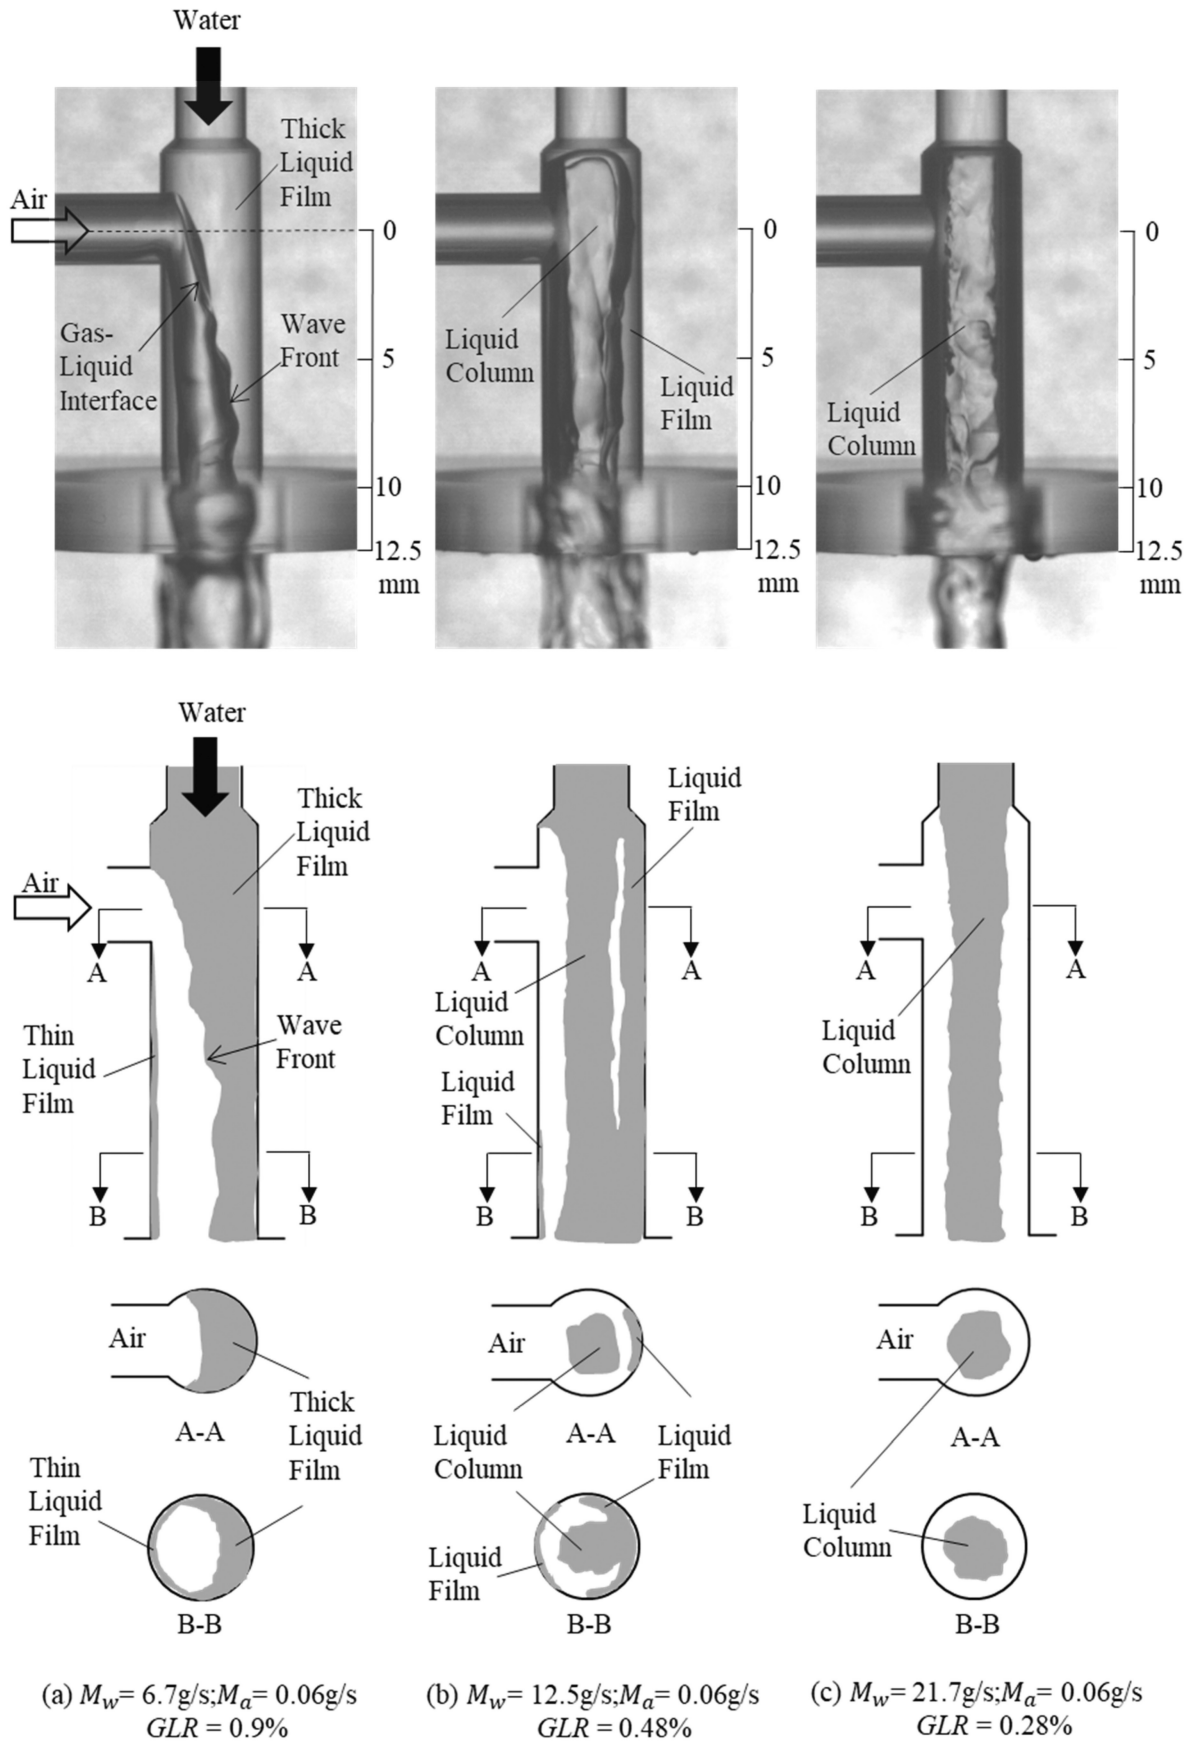 Water
Thick
Liquid
Film
Air
0
Gas-
Liquid
Interface
Wave
Front
5
10
12.5
mm
0
Liquid
Column
5
Liquid
Film
10
12.5
mm
0
5
Liquid
Column
10
12.5
mm
Water
Thick
Liquid
Film
Air
A
A
Thin
Liquid
Film
Wave
Front
B
B
Liquid
Film
A
A
Liquid
Column
Liquid
Film
B
B
A
A
Liquid
Column
B
B
Air
Thick
Liquid
Film
A-A
Thin
Liquid
Film
B-B
Air
Liquid
Column
A-A
Liquid
Film
Liquid
Film
B-B
Air
A-A
Liquid
Column
B-B
(a) Mw= 6.7g/s;Ma= 0.06g/s
GLR = 0.9%
(b) Mw= 12.5g/s;Ma= 0.06g/s
GLR = 0.48%
(c) Mw= 21.7g/s;Ma= 0.06g/s
GLR = 0.28%